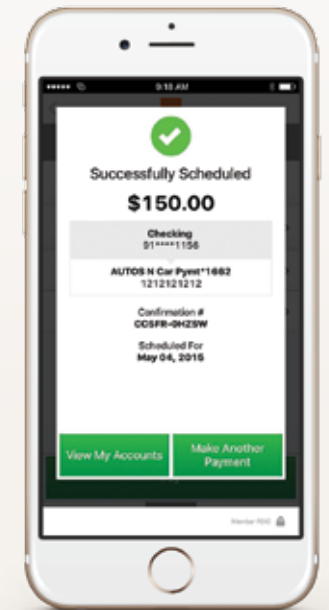 9:18 AM
Successfully Scheduled
$150.00
Checking
91****1156
AUTOS N Car Pymt*1662
1212121212
Confirmation #
CCSFR-0HZSW
Scheduled For
May 04, 2015
View My Accounts
Make Another
Payment
Member FDIC